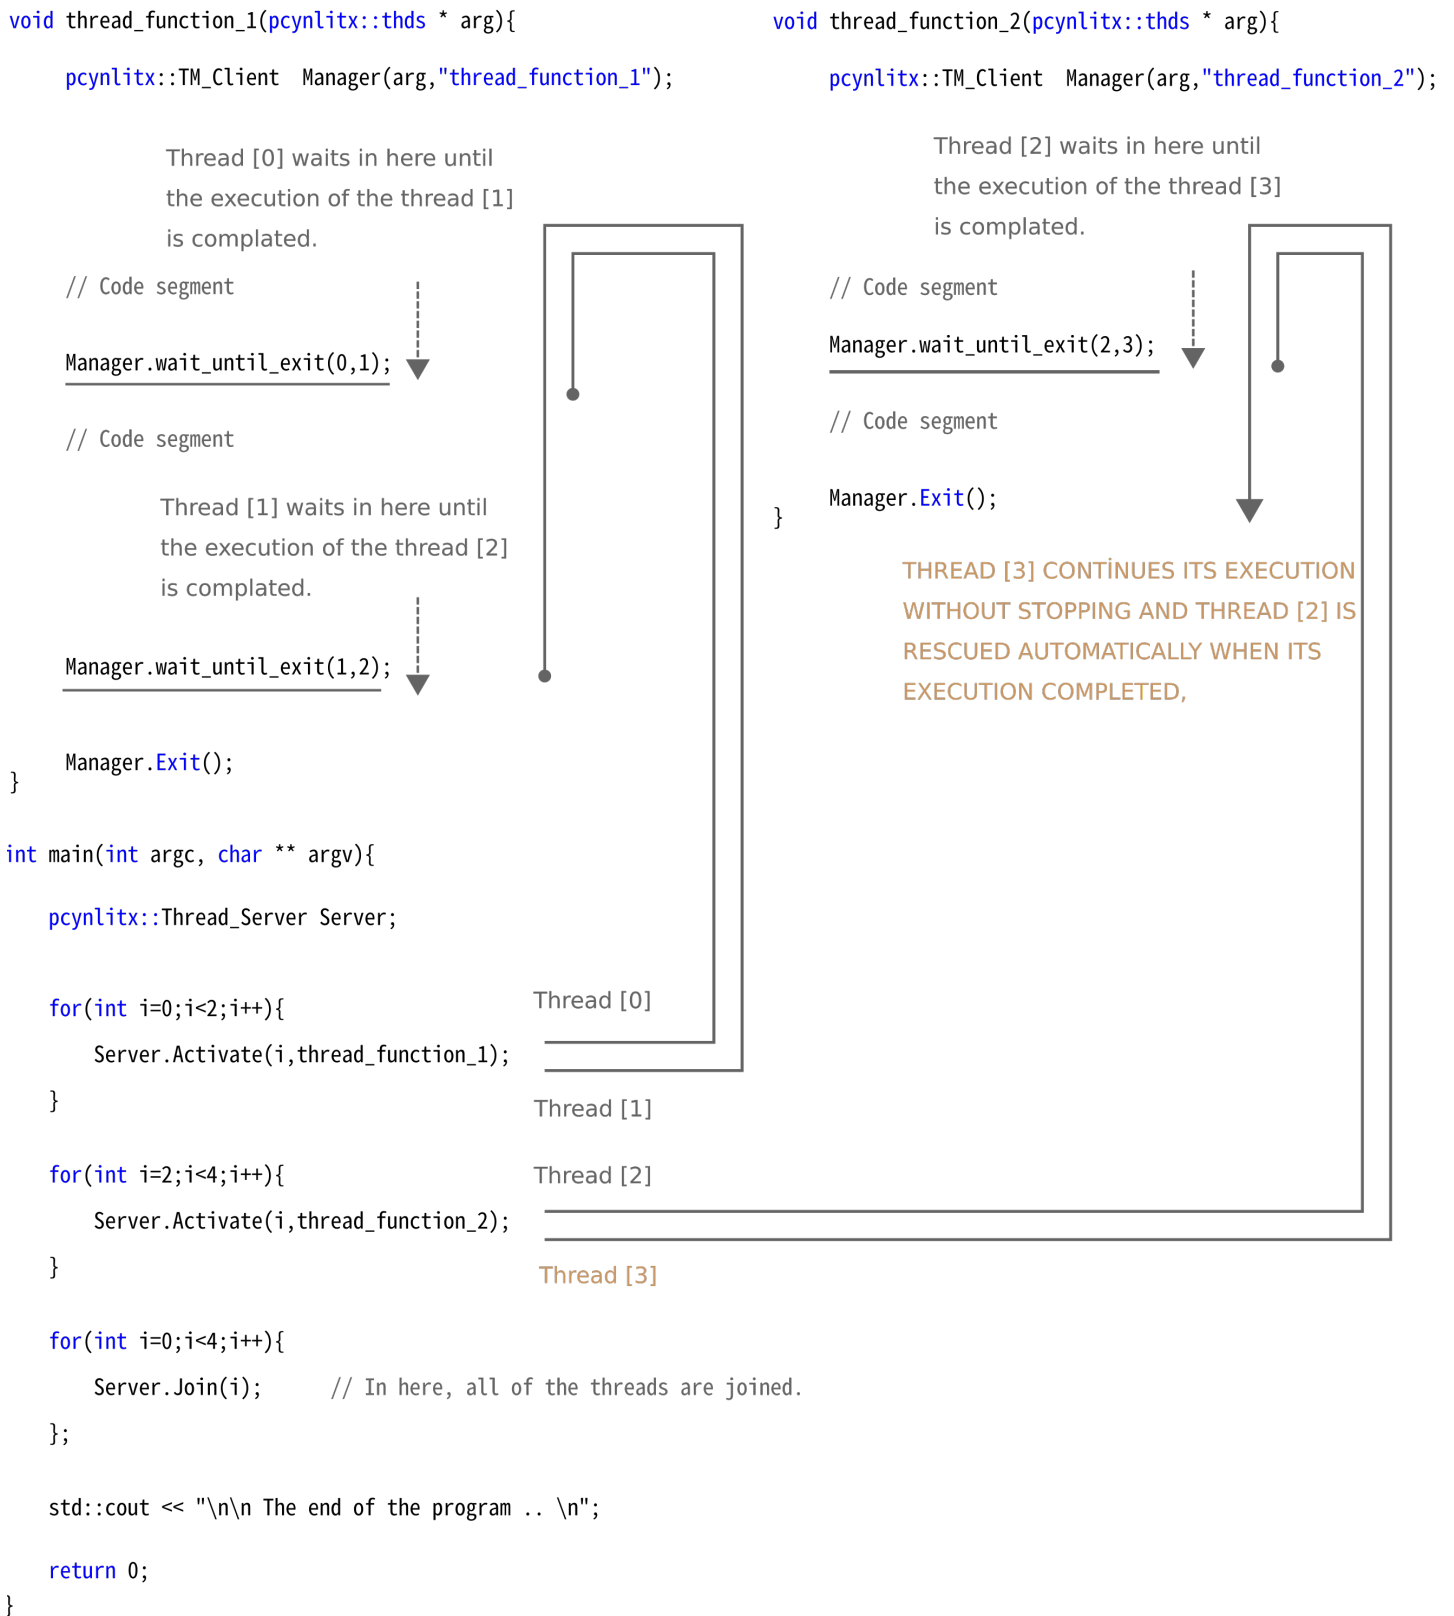 void thread_function_1(pcynlitx::thds * arg){
pcynlitx::TM_Client  Manager(arg,"thread_function_1");
Thread [0] waits in here until
the execution of the thread [1]
is complated.
// Code segment
Manager.wait_until_exit(0,1);
// Code segment
Thread [1] waits in here until
the execution of the thread [2]
is complated.
Manager.wait_until_exit(1,2);
Manager.Exit();
}
void thread_function_2(pcynlitx::thds * arg){
pcynlitx::TM_Client  Manager(arg,"thread_function_2");
Thread [2] waits in here until
the execution of the thread [3]
is complated.
// Code segment
Manager.wait_until_exit(2,3);
// Code segment
Manager.Exit();
}
THREAD [3] CONTİNUES ITS EXECUTION
WITHOUT STOPPING AND THREAD [2] IS
RESCUED AUTOMATICALLY WHEN ITS
EXECUTION COMPLETED,
int main(int argc, char ** argv){
pcynlitx::Thread_Server Server;
for(int i=0;i<2;i++){
Thread [0]
Server.Activate(i,thread_function_1);
}
Thread [1]
for(int i=2;i<4;i++){
Thread [2]
Server.Activate(i,thread_function_2);
}
Thread [3]
for(int i=0;i<4;i++){
Server.Join(i);      // In here, all of the threads are joined.
};
std::cout << "\n\n The end of the program .. \n";
return 0;
}